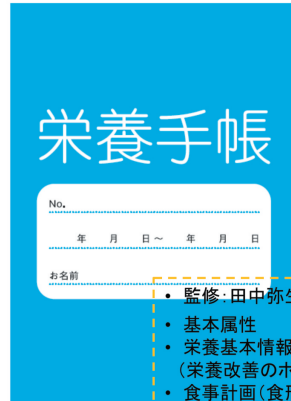 栄養手帳
No.
年 月 日～ 年 月 日
お名前
• 監修:田中弥生
• 基本属性
• 栄養基本情報
（栄養改善のポ
• 食事計画（食形